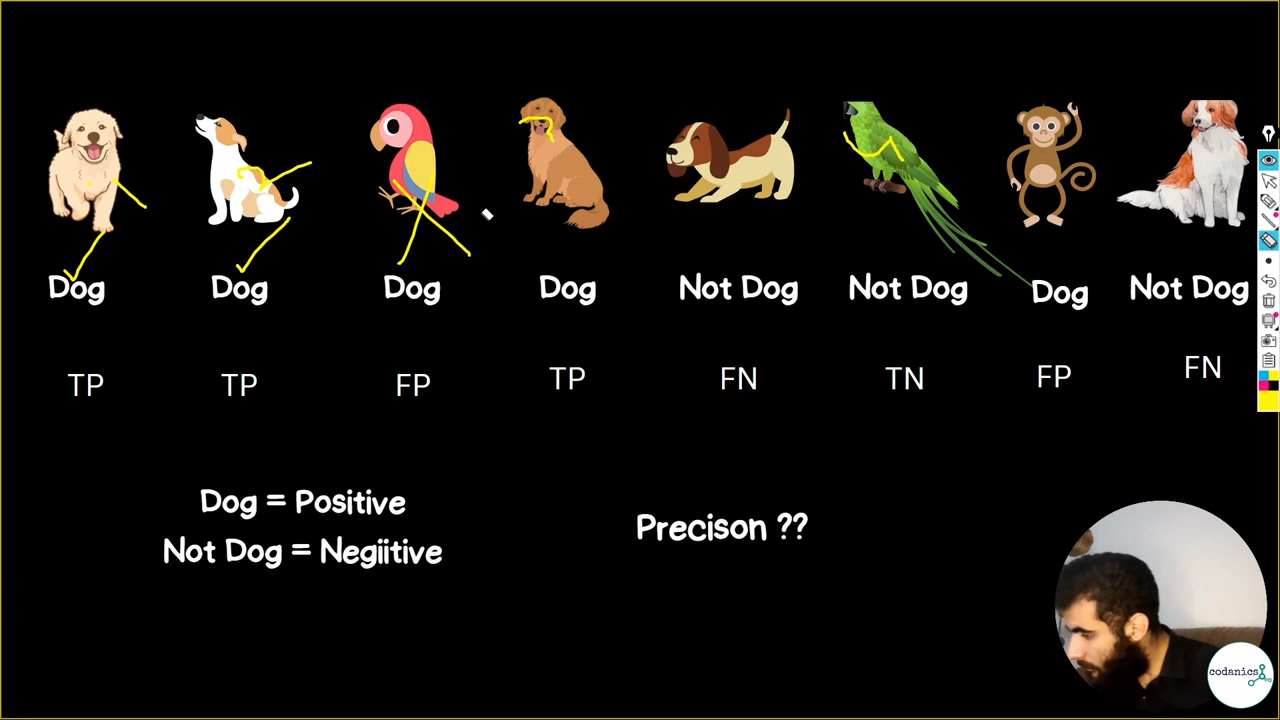 Dog Dog Dog Dog Not Dog Not Dog Dog Not Dog
TP TP FP TP FN TN FP FN
Dog = Positive
Not Dog = Negiitive
Precison ??
codanics